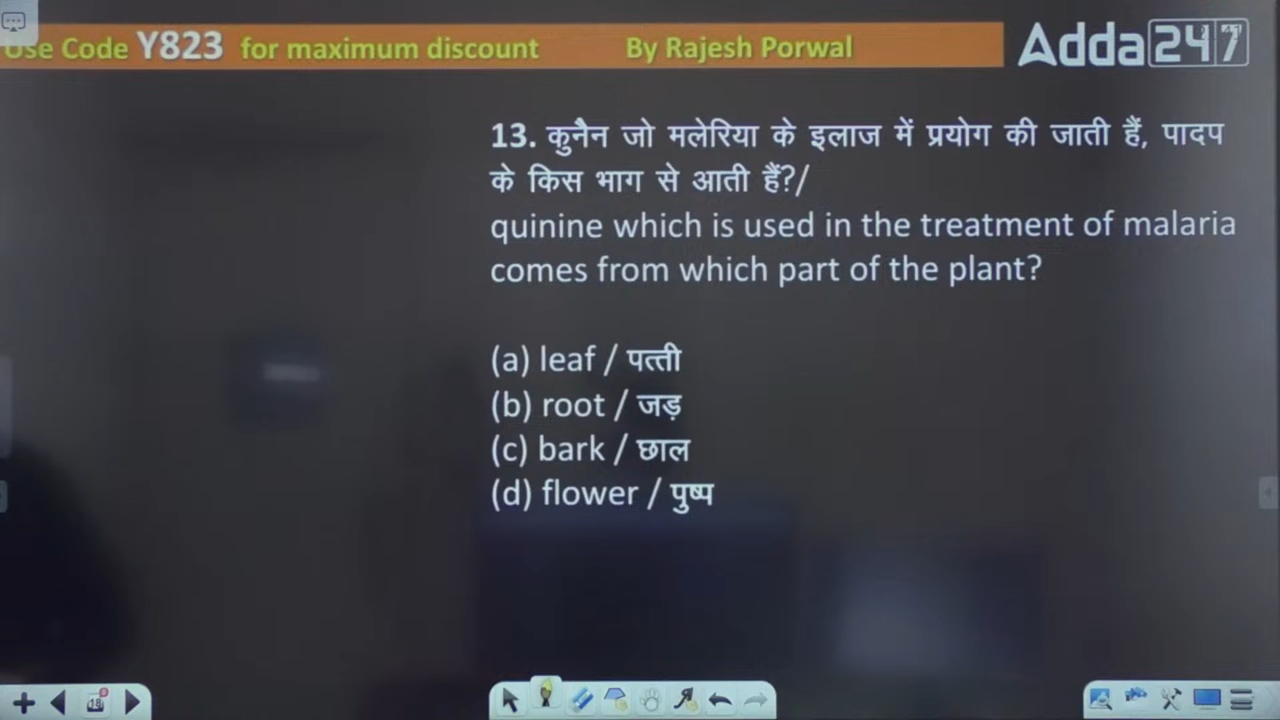 Use Code Y823 for maximum discount By Rajesh Porwal
Adda247
13. कुनैन जो मलेरिया के इलाज में प्रयोग की जाती हैं, पादप
के किस भाग से आती हैं?/
quinine which is used in the treatment of malaria
comes from which part of the plant?
(a) leaf / पत्ती
(b) root / जड़
(c) bark / छाल
(d) flower / पुष्प
18